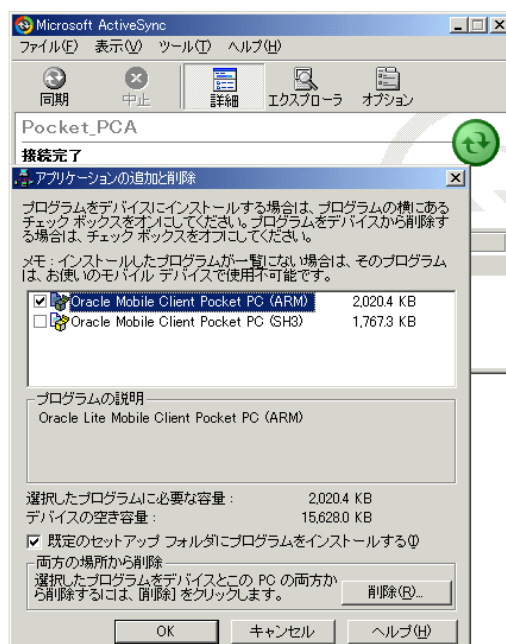 Microsoft ActiveSync
ファイル(F) 表示(V) ツール(T) ヘルプ(H)
同期 中止 詳細 エクスプローラ オプション
Pocket_PCA
接続完了
アプリケーションの追加と削除
プログラムをデバイスにインストールする場合は、プログラムの横にある
チェック ボックスをオンにしてください。プログラムをデバイスから削除す
る場合は、チェック ボックスをオフにしてください。
メモ : インストールしたプログラムが一覧にない場合は、そのプログラム
は、お使いのモバイル デバイスで使用不可能です。
Oracle Mobile Client Pocket PC (ARM) 2,020.4 KB
Oracle Mobile Client Pocket PC (SH3) 1,767.3 KB
プログラムの説明
Oracle Lite Mobile Client Pocket PC (ARM)
選択したプログラムに必要な容量 : 2,020.4 KB
デバイスの空き容量 : 15,628.0 KB
既定のセットアップ フォルダにプログラムをインストールする(I)
両方の場所から削除
選択したプログラムをデバイスとこの PC の両方か
ら削除するには、[削除] をクリックします。
削除(R)...
OK キャンセル ヘルプ(H)